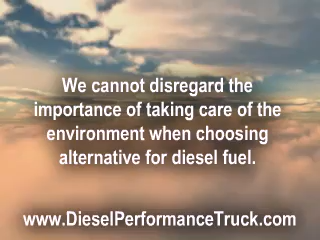 We cannot disregard the
importance of taking care of the
environment when choosing
alternative for diesel fuel.
www.DieselPerformanceTruck.com